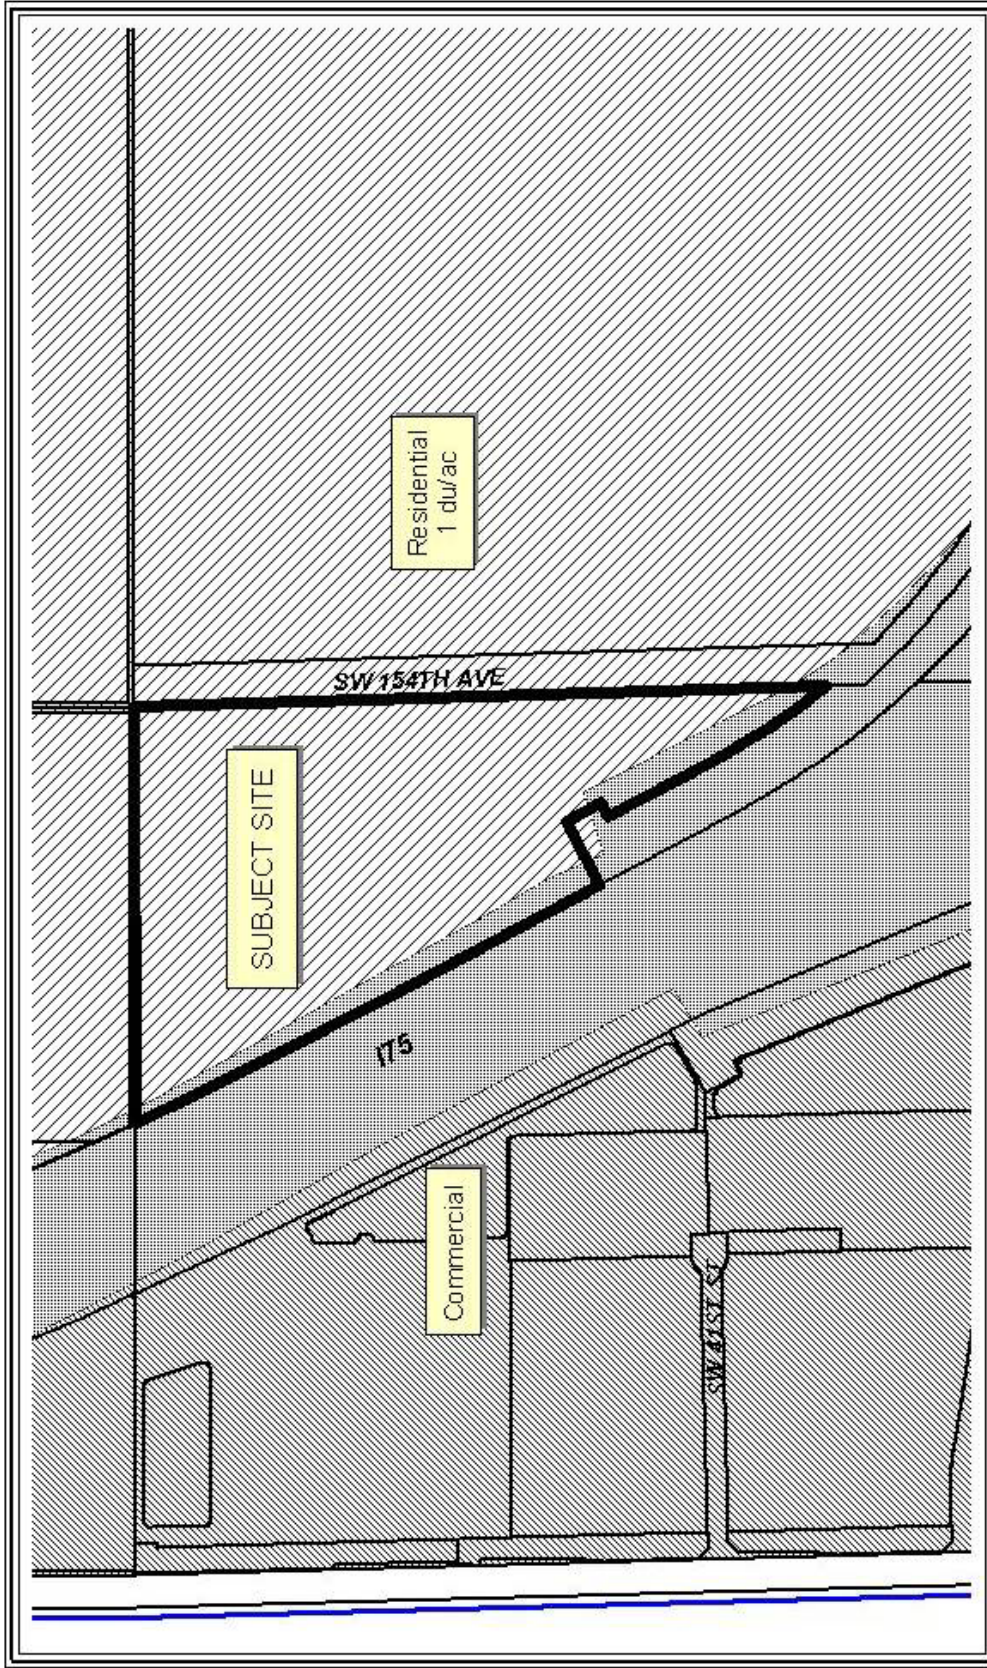 SUBJECT SITE
Residential
1 du/ac
SW 154TH AVE
I75
Commercial
SW 41ST ST